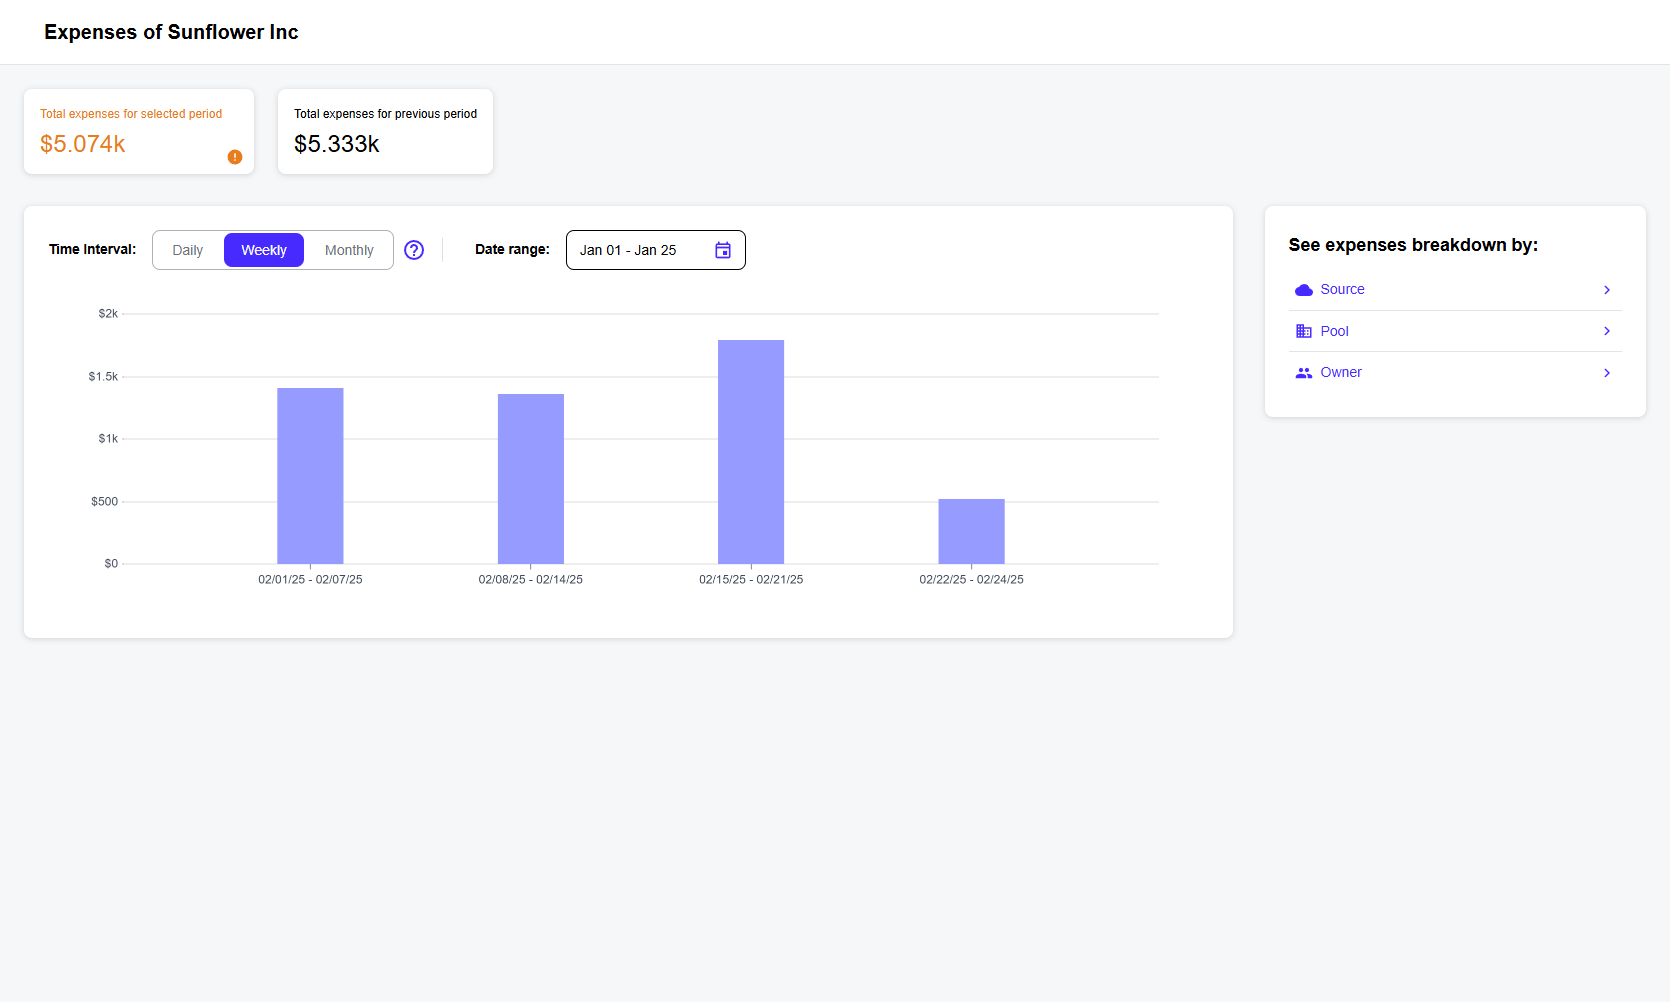 Expenses of Sunflower Inc
Total expenses for selected period
$5.074k
Total expenses for previous period
$5.333k
Time Interval:
Daily
Weekly
Monthly
Date range:
Jan 01 - Jan 25
$2k
$1.5k
$1k
$500
$0
02/01/25 - 02/07/25
02/08/25 - 02/14/25
02/15/25 - 02/21/25
02/22/25 - 02/24/25
See expenses breakdown by:
Source
Pool
Owner